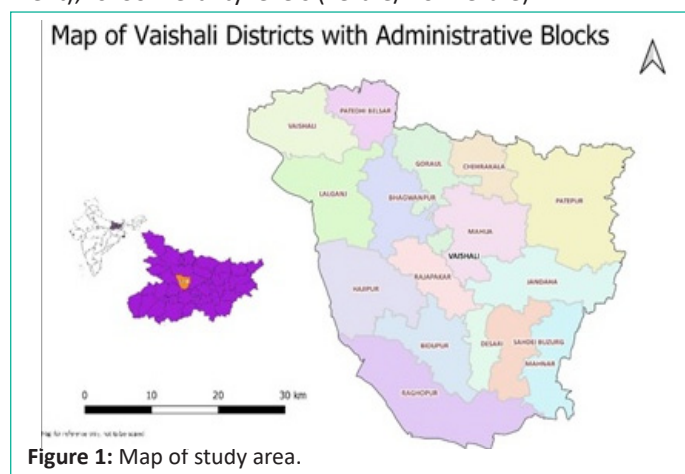 Map of Vaishali Districts with Administrative Blocks
PATEDHI BELSAR
VAISHALI
GORAUL
CHEHRAKALA
LALGANJ
BHAGWANPUR
PATEPUR
MAHUA
VAISHALI
RAJAPAKAR
JANDAHA
HAJIPUR
BIDUPUR
DESARI
SAHDEI BUZURG
MAHNAR
RAGHOPUR
0 10 20 30 km
Figure 1: Map of study area.